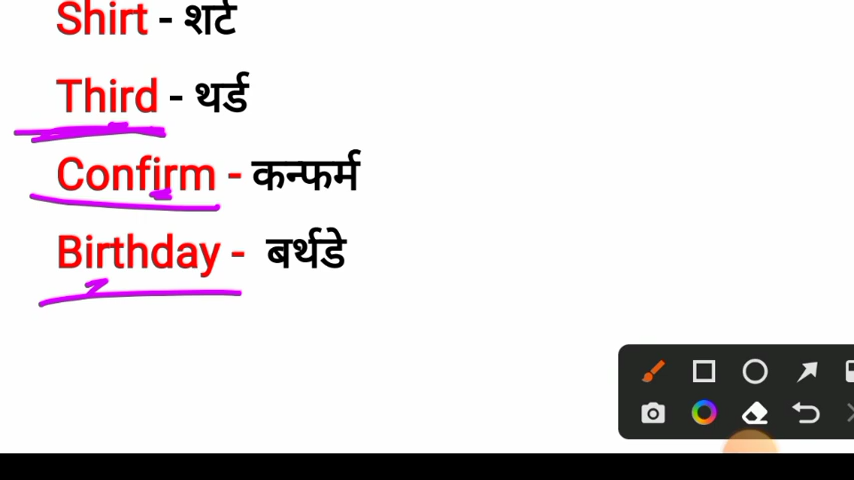 Shirt - शर्ट
Third - थर्ड
Confirm - कन्फर्म
Birthday - बर्थडे